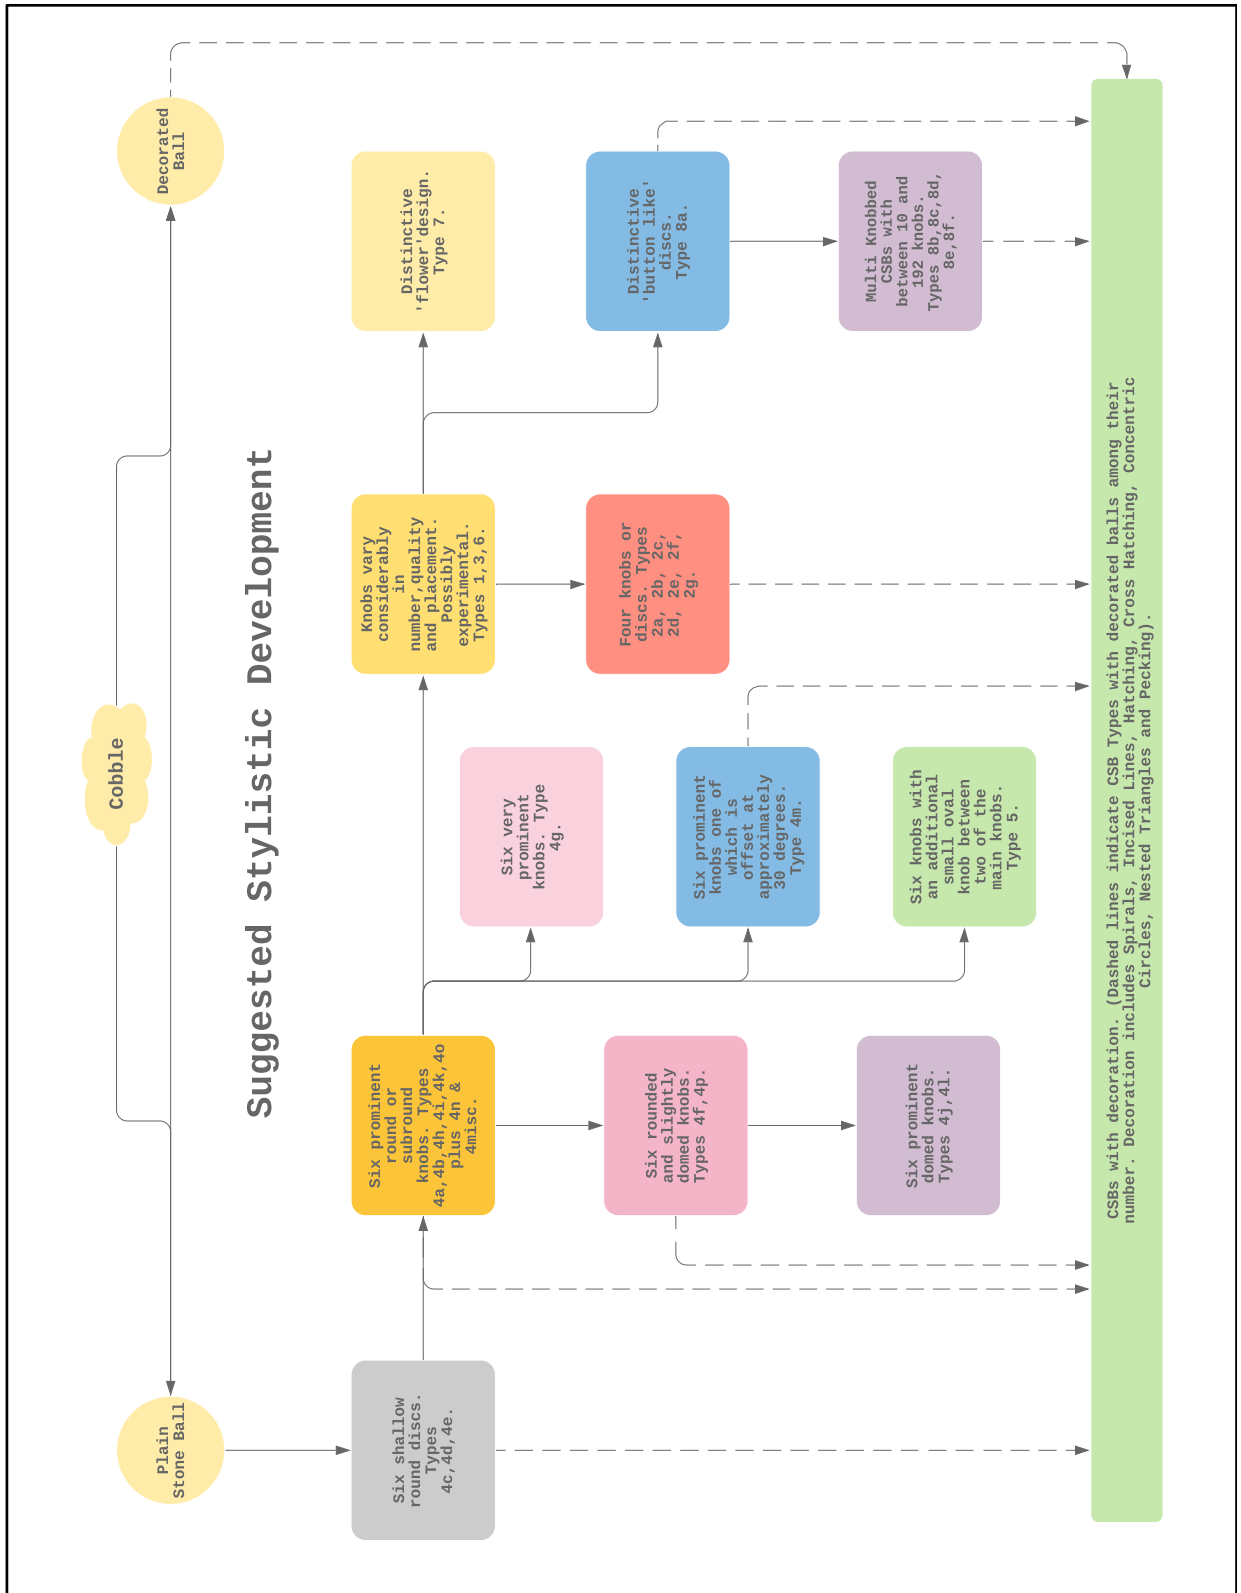 Cobble
Plain
Stone Ball
Decorated
Ball
Suggested Stylistic Development
Six shallow
round discs.
Types
4c,4d,4e.
Six prominent
round or
subround
knobs. Types
4a,4b,4h,4i,4k,4o
plus 4n &
4misc.
Knobs vary
considerably
in
number,quality
and placement.
Possibly
experimental.
Types 1,3,6.
Distinctive
'flower'design.
Type 7.
Six very
prominent
knobs. Type
4g.
Six rounded
and slightly
domed knobs.
Types 4f,4p.
Six prominent
knobs one of
which is
offset at
approximately
30 degrees.
Type 4m.
Four knobs or
discs. Types
2a, 2b, 2c,
2d, 2e, 2f,
2g.
Distinctive
'button like'
discs.
Type 8a.
Six prominent
domed knobs.
Types 4j,4l.
Six knobs with
an additional
small oval
knob between
two of the
main knobs.
Type 5.
Multi Knobbed
CSBs with
between 10 and
192 knobs.
Types 8b,8c,8d,
8e,8f.
CSBs with decoration. (Dashed lines indicate CSB Types with decorated balls among their
number. Decoration includes Spirals, Incised Lines, Hatching, Cross Hatching, Concentric
Circles, Nested Triangles and Pecking).